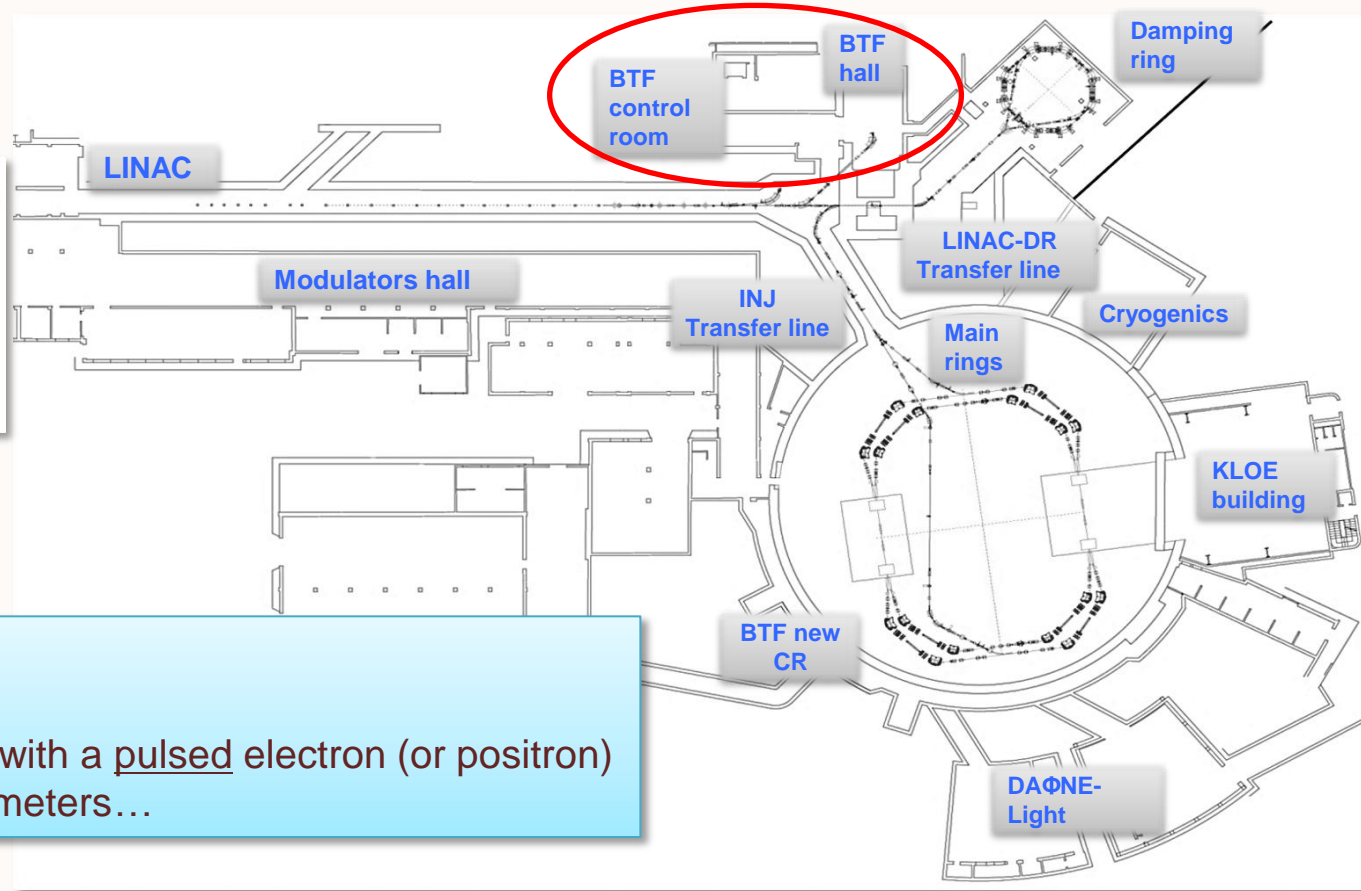 BTF
hall
Damping
ring
BTF
control
room
LINAC
LINAC-DR
Transfer line
Modulators hall
INJ
Transfer line
Cryogenics
Main
rings
KLOE
building
BTF new
CR
with a pulsed electron (or positron)
meters…
DAΦNE-
Light